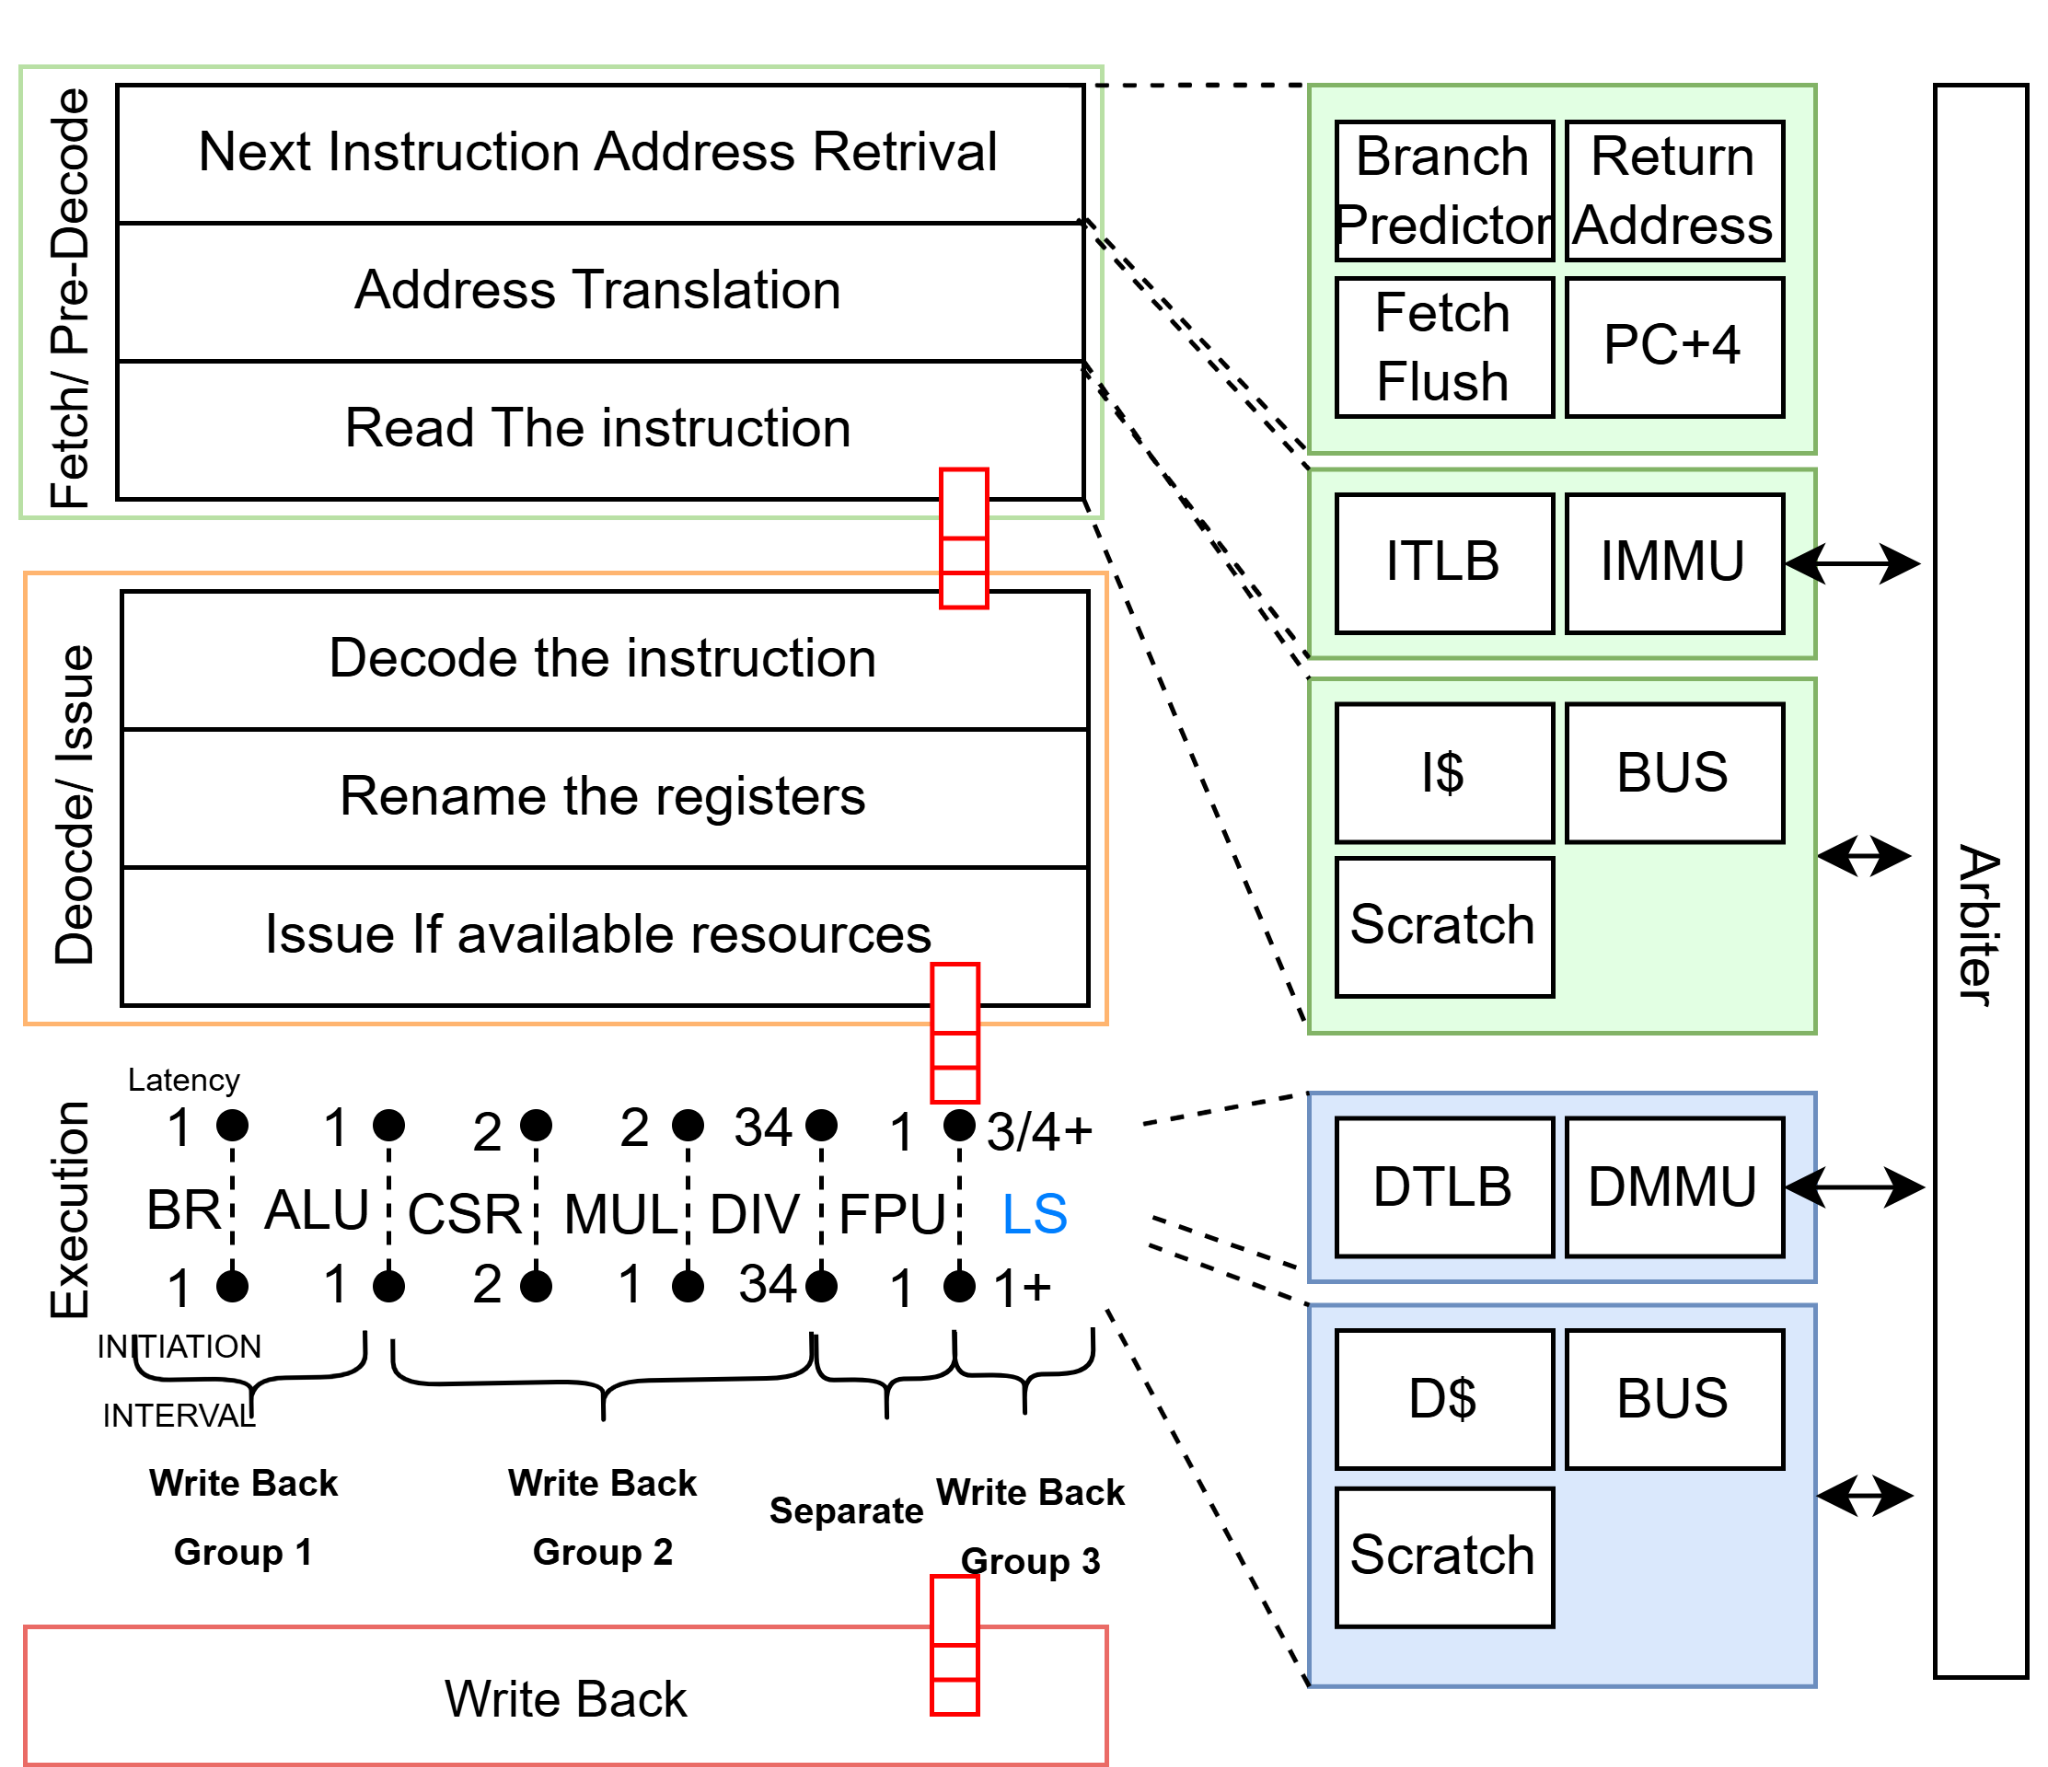 Fetch/ Pre-Decode
Next Instruction Address Retrival
Address Translation
Read The instruction
Deocde/ Issue
Decode the instruction
Rename the registers
Issue If available resources
Execution
Latency
1 1 2 2 34 1 3/4+
BR ALU CSR MUL DIV FPU LS
1 1 2 1 34 1 1+
INITIATION
INTERVAL
Write Back
Group 1
Write Back
Group 2
Separate
Write Back
Group 3
Write Back
Branch
Predictor
Return
Address
Fetch
Flush
PC+4
ITLB
IMMU
I$
BUS
Scratch
DTLB
DMMU
D$
BUS
Scratch
Arbiter